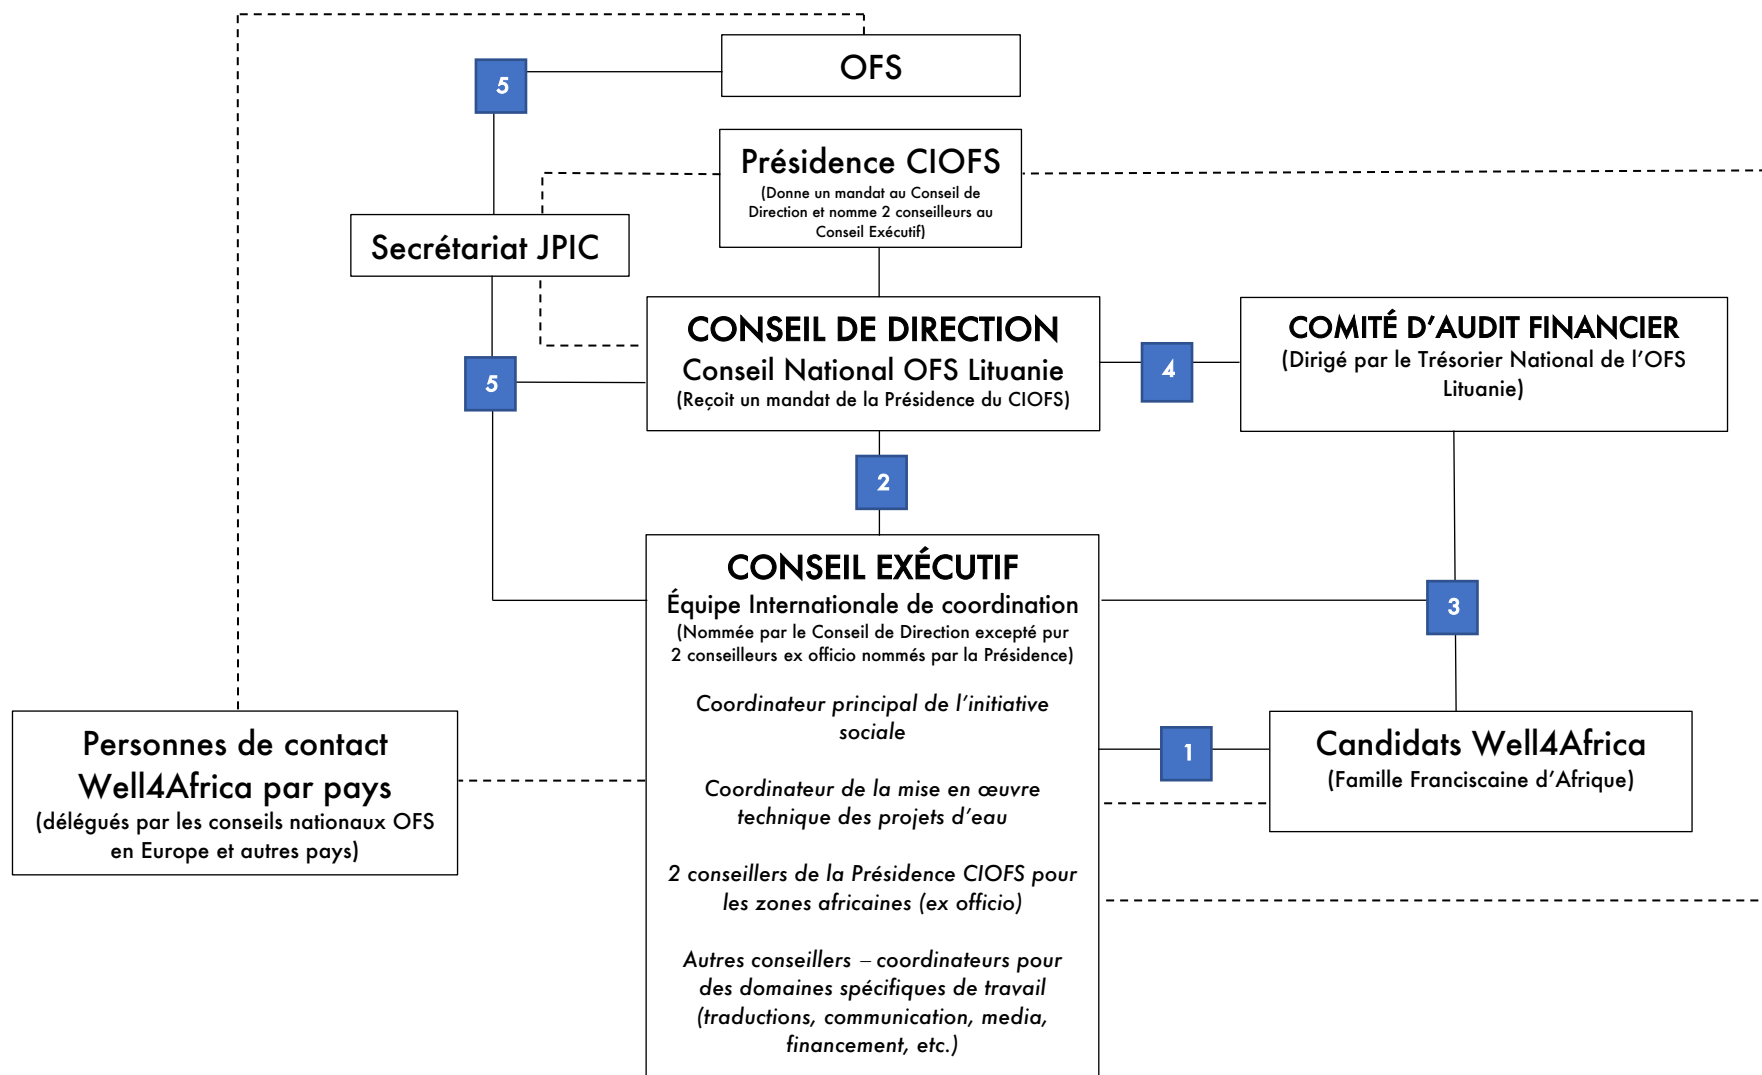 OFS
5
Présidence CIOFS
(Donne un mandat au Conseil de
Direction et nomme 2 conseilleurs au
Conseil Exécutif)
Secrétariat JPIC
CONSEIL DE DIRECTION
Conseil National OFS Lituanie
(Reçoit un mandat de la Présidence du CIOFS)
4
COMITÉ D’AUDIT FINANCIER
(Dirigé par le Trésorier National de l’OFS
Lituanie)
5
2
CONSEIL EXÉCUTIF
Équipe Internationale de coordination
(Nommée par le Conseil de Direction excepté pur
2 conseilleurs ex officio nommés par la Présidence)
Coordinateur principal de l’initiative
sociale
Coordinateur de la mise en œuvre
technique des projets d’eau
2 conseillers de la Présidence CIOFS pour
les zones africaines (ex officio)
Autres conseillers – coordinateurs pour
des domaines spécifiques de travail
(traductions, communication, media,
financement, etc.)
3
1
Candidats Well4Africa
(Famille Franciscaine d’Afrique)
Personnes de contact
Well4Africa par pays
(délégués par les conseils nationaux OFS
en Europe et autres pays)